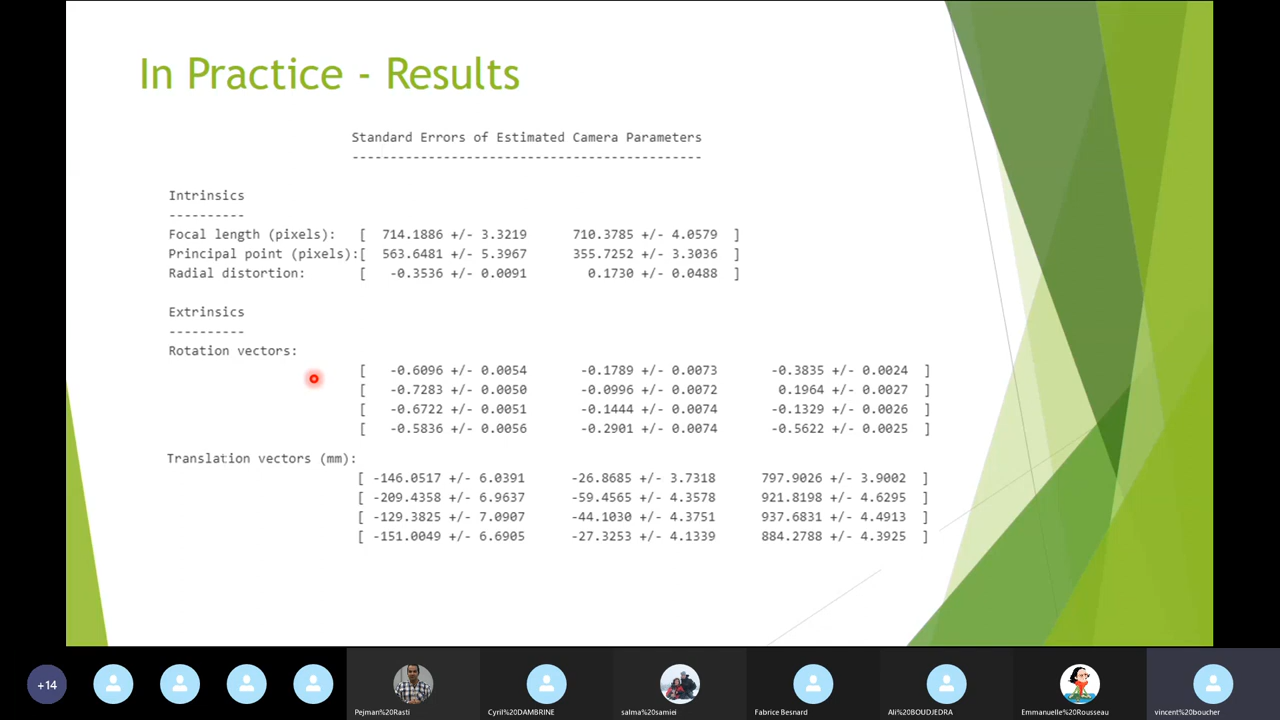 In Practice - Results
Standard Errors of Estimated Camera Parameters
----------------------------------------------
Intrinsics
----------
Focal length (pixels): [ 714.1886 +/- 3.3219 710.3785 +/- 4.0579 ]
Principal point (pixels):[ 563.6481 +/- 5.3967 355.7252 +/- 3.3036 ]
Radial distortion: [ -0.3536 +/- 0.0091 0.1730 +/- 0.0488 ]
Extrinsics
----------
Rotation vectors:
[ -0.6096 +/- 0.0054 -0.1789 +/- 0.0073 -0.3835 +/- 0.0024 ]
[ -0.7283 +/- 0.0050 -0.0996 +/- 0.0072 0.1964 +/- 0.0027 ]
[ -0.6722 +/- 0.0051 -0.1444 +/- 0.0074 -0.1329 +/- 0.0026 ]
[ -0.5836 +/- 0.0056 -0.2901 +/- 0.0074 -0.5622 +/- 0.0025 ]
Translation vectors (mm):
[ -146.0517 +/- 6.0391 -26.8685 +/- 3.7318 797.9026 +/- 3.9002 ]
[ -209.4358 +/- 6.9637 -59.4565 +/- 4.3578 921.8198 +/- 4.6295 ]
[ -129.3825 +/- 7.0907 -44.1030 +/- 4.3751 937.6831 +/- 4.4913 ]
[ -151.0049 +/- 6.6905 -27.3253 +/- 4.1339 884.2788 +/- 4.3925 ]
+14
Pejman%20Rasti Cyril%20DAMBRINE salma%20samiei Fabrice Besnard Ali%20BOUDJEDRA Emmanuelle%20Rousseau vincent%20boucher